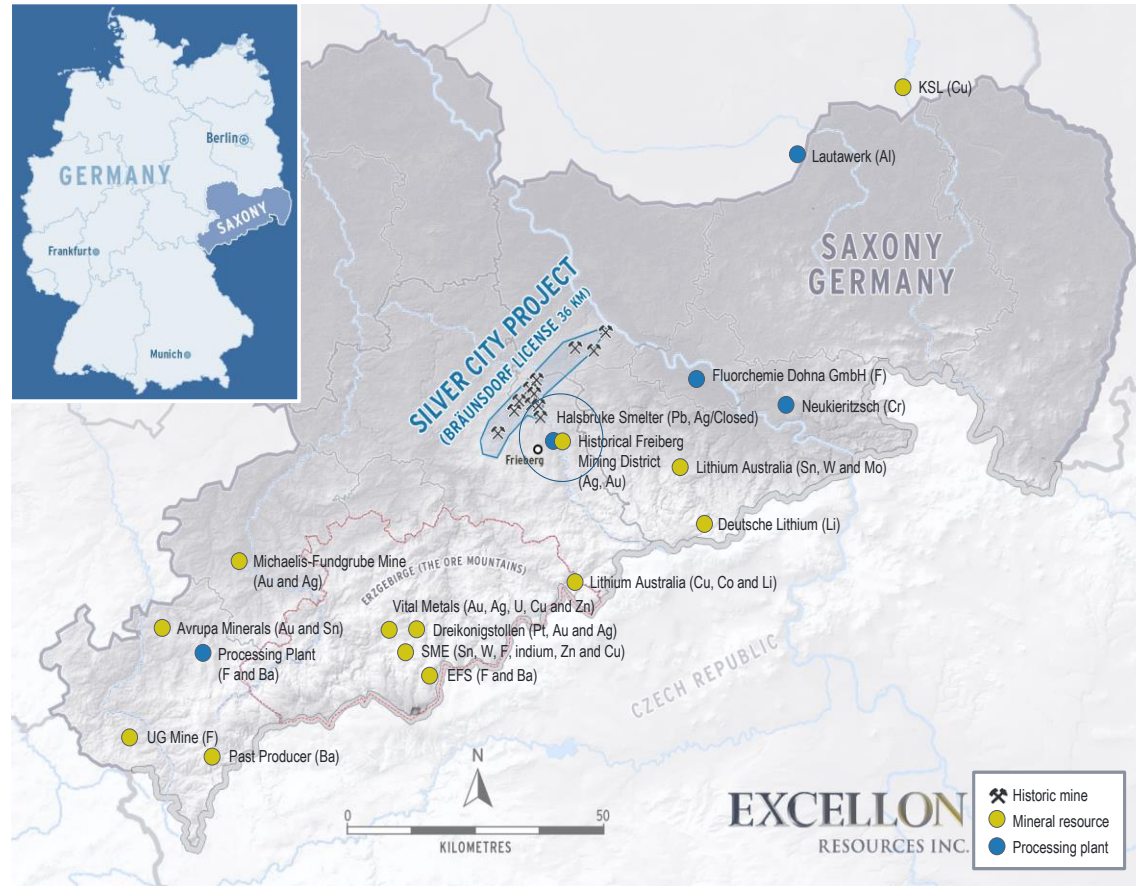 Berlin
GERMANY
SAXONY
Frankfurt
Munich
KSL (Cu)
Lautawerk (Al)
SAXONY
GERMANY
SILVER CITY PROJECT
(BRÄUNSDORF LICENSE 36 KM)
Fluorchemie Dohna GmbH (F)
Neukieritzsch (Cr)
Halsbruke Smelter (Pb, Ag/Closed)
Historical Freiberg
Mining District
(Ag, Au)
Frieberg
Lithium Australia (Sn, W and Mo)
Deutsche Lithium (Li)
Michaelis-Fundgrube Mine
(Au and Ag)
ERZGEBIRGE (THE ORE MOUNTAINS)
Lithium Australia (Cu, Co and Li)
Vital Metals (Au, Ag, U, Cu and Zn)
Avrupa Minerals (Au and Sn)
Dreikonigstollen (Pt, Au and Ag)
Processing Plant
(F and Ba)
SME (Sn, W, F, indium, Zn and Cu)
EFS (F and Ba)
CZECH REPUBLIC
UG Mine (F)
Past Producer (Ba)
N
0 50
KILOMETRES
EXCELLON
RESOURCES INC.
Historic mine
Mineral resource
Processing plant